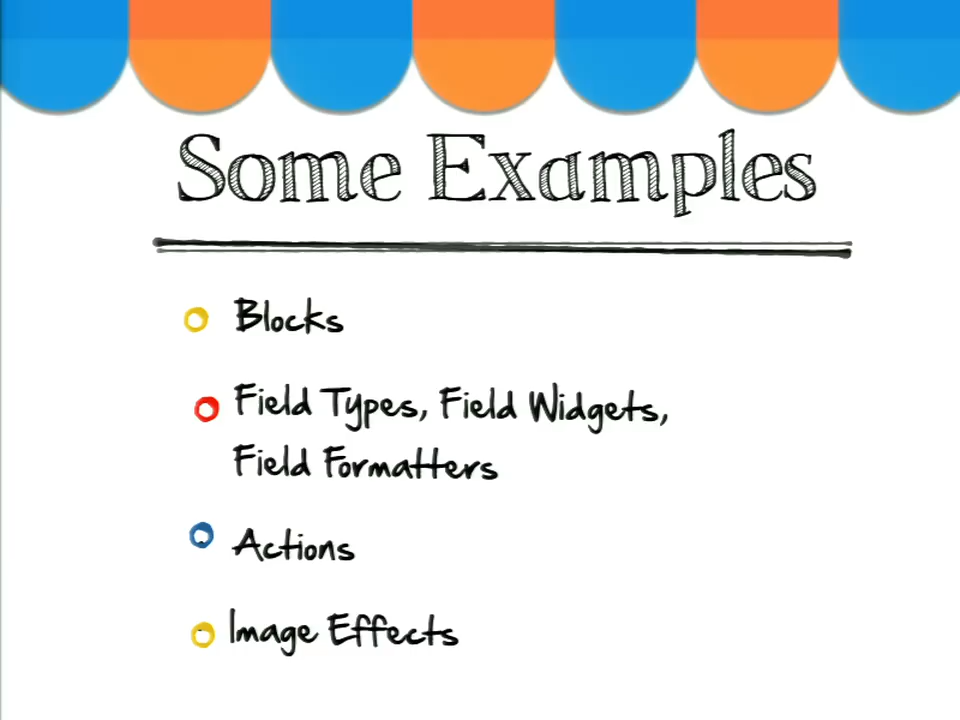 Some Examples
Blocks
Field Types, Field Widgets,
Field Formatters
Actions
Image Effects